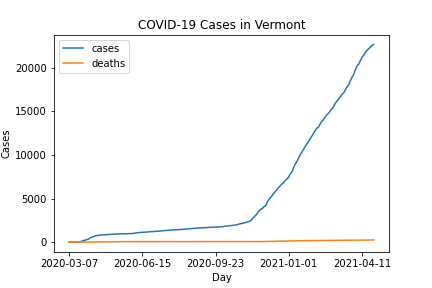 COVID-19 Cases in Vermont
cases
deaths
20000
15000
10000
5000
0
Cases
2020-03-07
2020-06-15
2020-09-23
2021-01-01
2021-04-11
Day